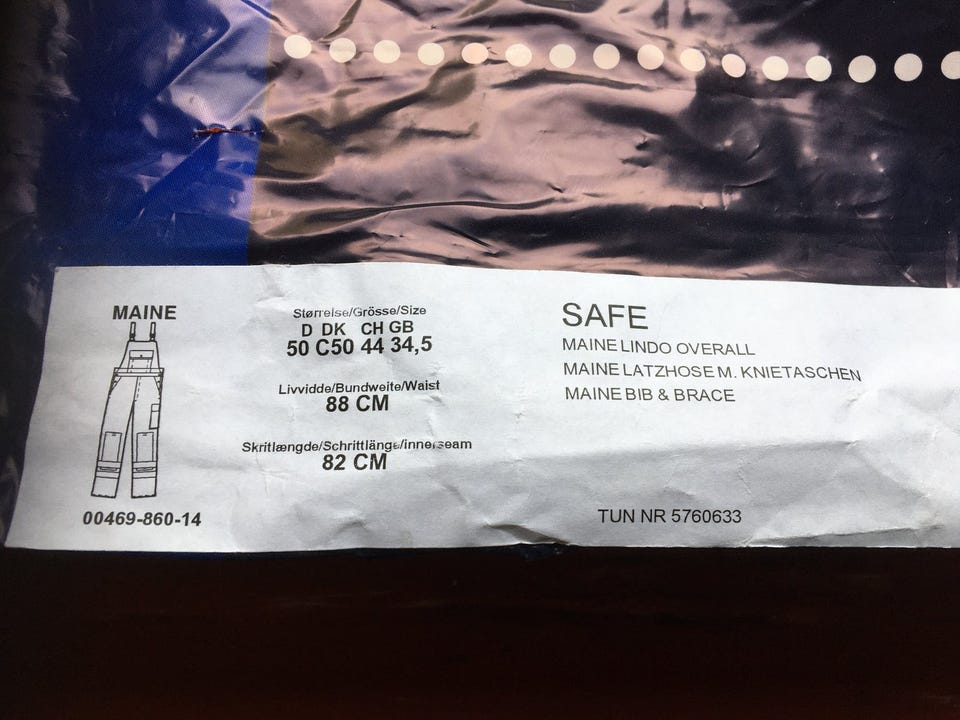 MAINE
00469-860-14
Størrelse/Grösse/Size
D DK CH GB
50 C50 44 34,5
Livvidde/Bundweite/Waist
88 CM
Skritlængde/Schrittlänge/innerseam
82 CM
SAFE
MAINE LINDO OVERALL
MAINE LATZHOSE M. KNIETASCHEN
MAINE BIB & BRACE
TUN NR 5760633